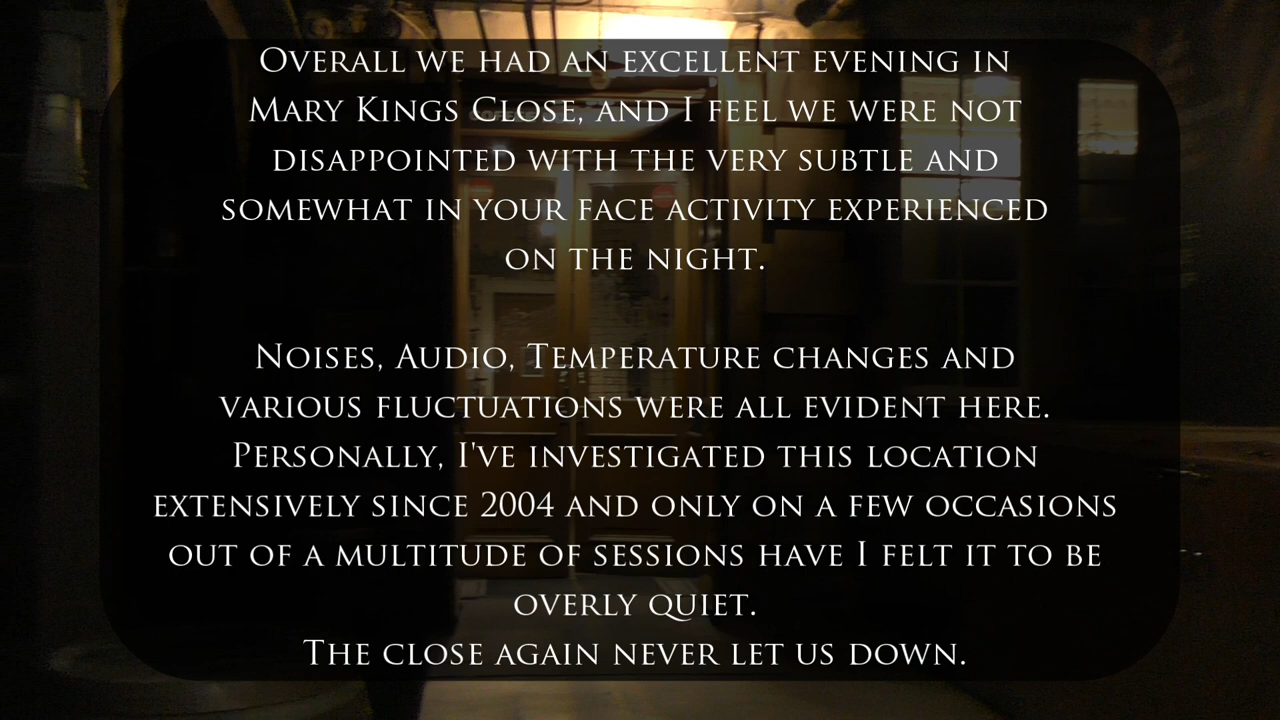 Overall we had an excellent evening in
Mary Kings Close, and I feel we were not
disappointed with the very subtle and
somewhat in your face activity experienced
on the night.
Noises, Audio, Temperature changes and
various fluctuations were all evident here.
Personally, I've investigated this location
extensively since 2004 and only on a few occasions
out of a multitude of sessions have I felt it to be
overly quiet.
The close again never let us down.